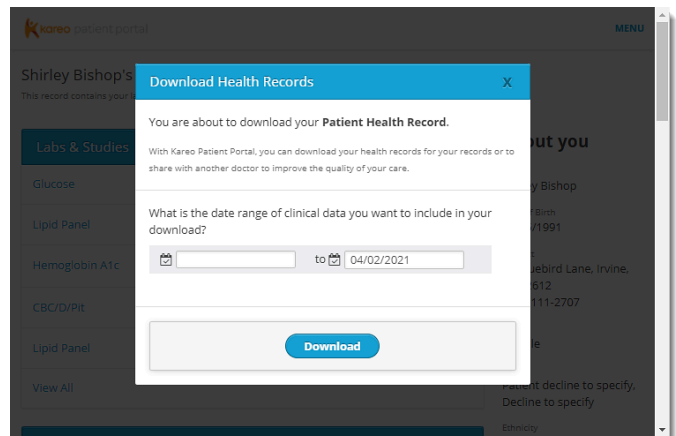 kareo patient portal
MENU
Shirley Bishop's
This record contains your
Download Health Records
X
You are about to download your Patient Health Record.
With Kareo Patient Portal, you can download your health records for your records or to
share with another doctor to improve the quality of your care.
What is the date range of clinical data you want to include in your
download?
to 04/02/2021
Download
Labs & Studies
Glucose
Lipid Panel
Hemoglobin A1c
CBC/D/Plt
Lipid Panel
View All
out you
y Bishop
Birth
/1991
uebird Lane, Irvine,
612
111-2707
le
Patient decline to specify,
Decline to specify
Ethnicity